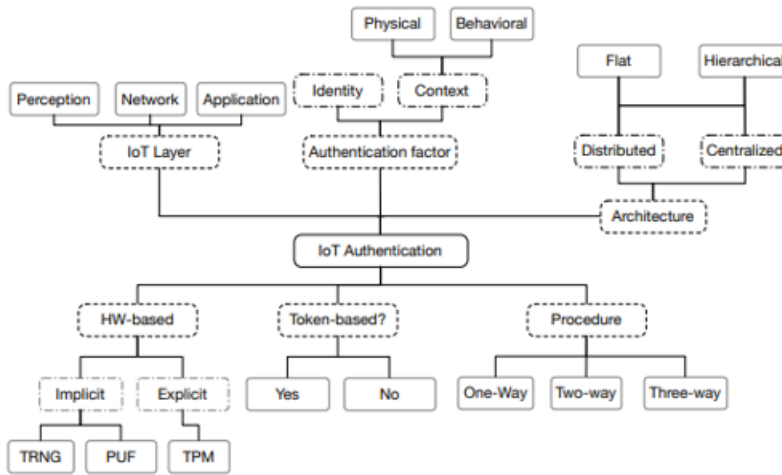 Physical
Behavioral
Flat
Hierarchical
Perception
Network
Application
Identity
Context
IoT Layer
Authentication factor
Distributed
Centralized
Architecture
IoT Authentication
HW-based
Token-based?
Procedure
Implicit
Explicit
Yes
No
One-Way
Two-way
Three-way
TRNG
PUF
TPM